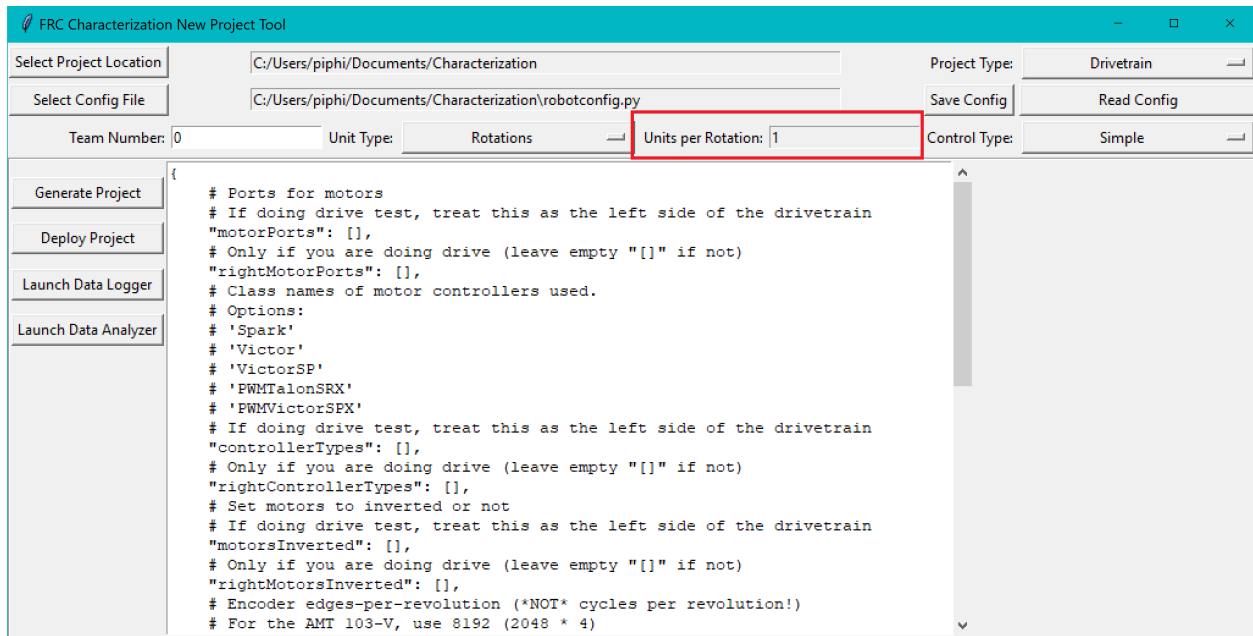 FRC Characterization New Project Tool
Select Project Location C:/Users/piphi/Documents/Characterization Project Type: Drivetrain
Select Config File C:/Users/piphi/Documents/Characterization\robotconfig.py Save Config Read Config
Team Number: 0 Unit Type: Rotations Units per Rotation: 1 Control Type: Simple
Generate Project
Deploy Project
Launch Data Logger
Launch Data Analyzer
{
# Ports for motors
# If doing drive test, treat this as the left side of the drivetrain
"motorPorts": [],
# Only if you are doing drive (leave empty "[]" if not)
"rightMotorPorts": [],
# Class names of motor controllers used.
# Options:
# 'Spark'
# 'Victor'
# 'VictorSP'
# 'PWMTalonSRX'
# 'PWMVictorSPX'
# If doing drive test, treat this as the left side of the drivetrain
"controllerTypes": [],
# Only if you are doing drive (leave empty "[]" if not)
"rightControllerTypes": [],
# Set motors to inverted or not
# If doing drive test, treat this as the left side of the drivetrain
"motorsInverted": [],
# Only if you are doing drive (leave empty "[]" if not)
"rightMotorsInverted": [],
# Encoder edges-per-revolution (*NOT* cycles per revolution!)
# For the AMT 103-V, use 8192 (2048 * 4)